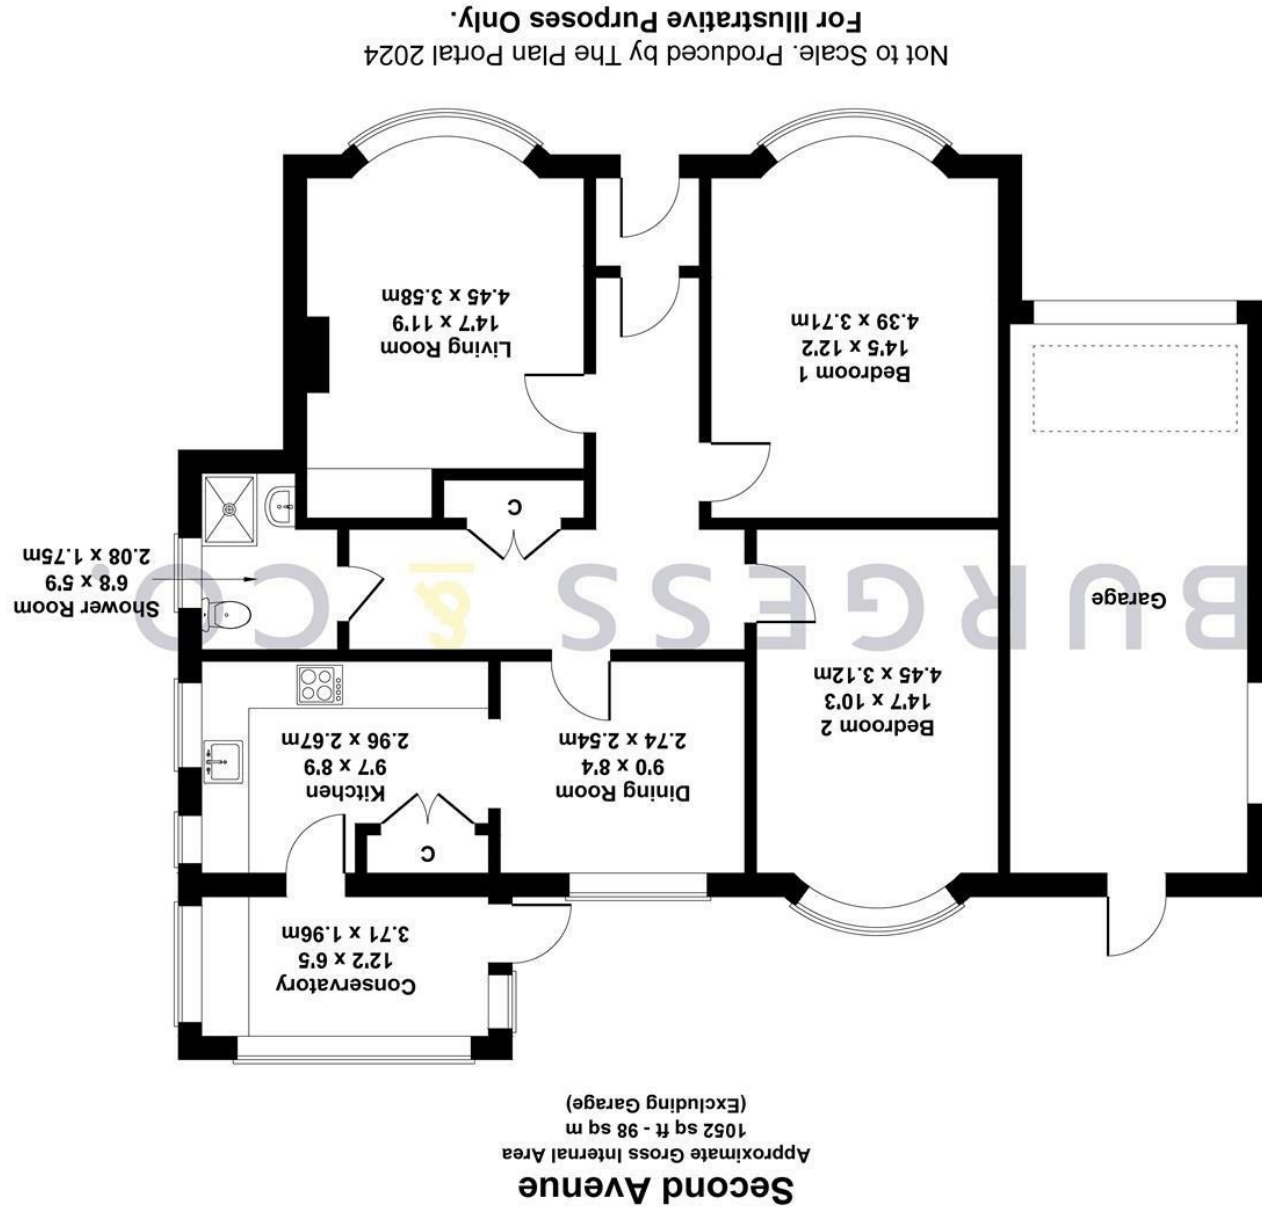 Second Avenue
Approximate Gross Internal Area
1052 sq ft - 98 sq m
(Excluding Garage)
Conservatory
12'2 x 6'5
3.71 x 1.96m
C
Kitchen
9'7 x 8'9
2.96 x 2.67m
Dining Room
9'0 x 8'4
2.74 x 2.54m
Bedroom 2
14'7 x 10'3
4.45 x 3.12m
Garage
BURGESS & CO.
Shower Room
6'8 x 5'9
2.08 x 1.75m
C
Bedroom 1
14'5 x 12'2
4.39 x 3.71m
Living Room
14'7 x 11'9
4.45 x 3.58m
Not to Scale. Produced by The Plan Portal 2024
For Illustrative Purposes Only.